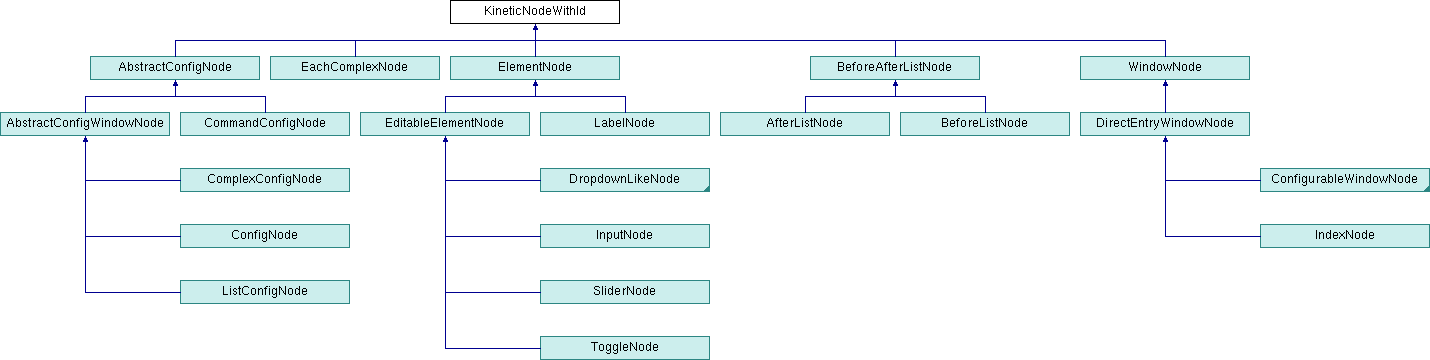 KineticNodeWithId
AbstractConfigNode
EachComplexNode
ElementNode
BeforeAfterListNode
WindowNode
AbstractConfigWindowNode
CommandConfigNode
EditableElementNode
LabelNode
AfterListNode
BeforeListNode
DirectEntryWindowNode
ComplexConfigNode
DropdownLikeNode
ConfigurableWindowNode
ConfigNode
InputNode
IndexNode
ListConfigNode
SliderNode
ToggleNode